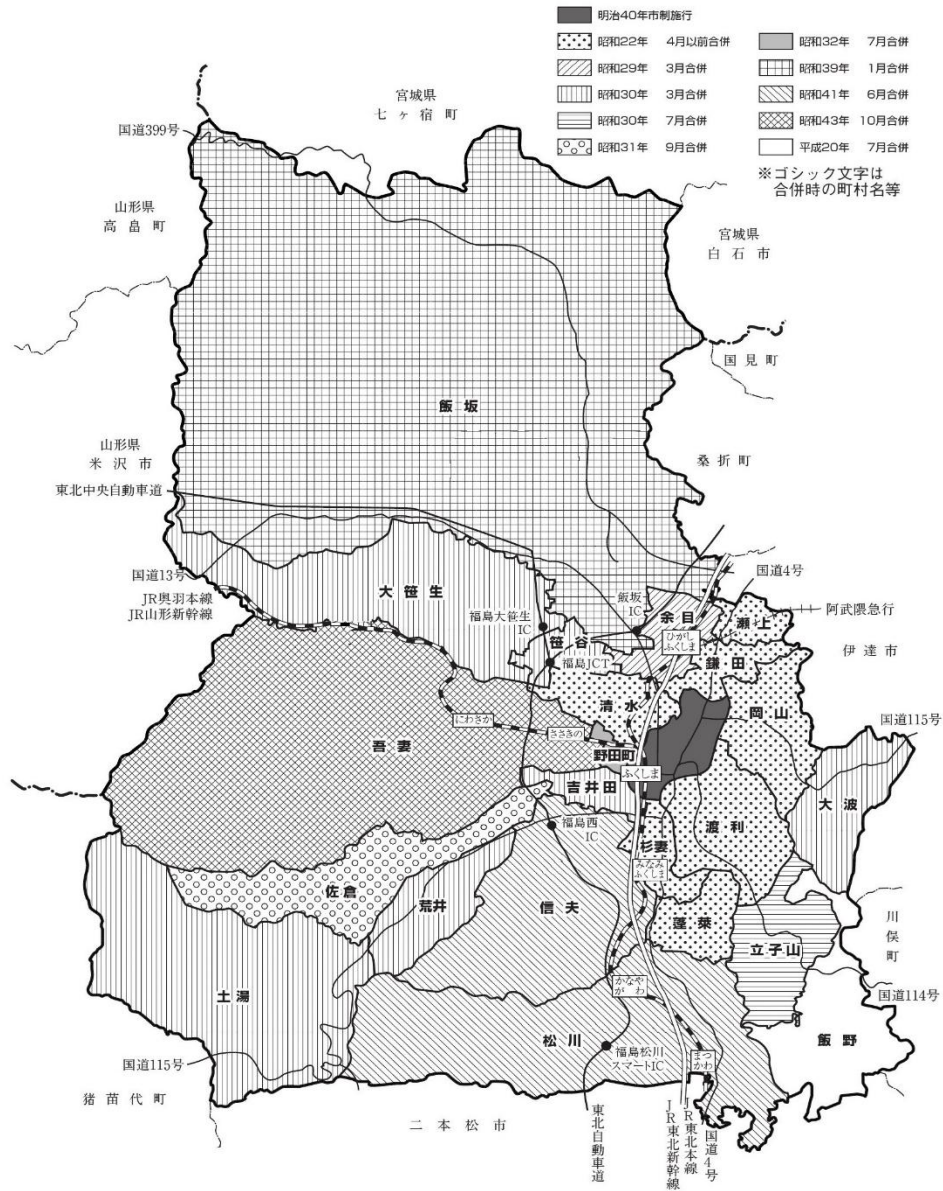 明治40年市制施行
昭和22年 4月以前合併
昭和32年 7月合併
昭和29年 3月合併
昭和39年 1月合併
昭和30年 3月合併
昭和41年 6月合併
昭和30年 7月合併
昭和43年 10月合併
昭和31年 9月合併
平成20年 7月合併
※ゴシック文字は
合併時の町村名等
宮城県
七ヶ宿町
国道399号
山形県
高畠町
宮城県
白石市
国見町
飯坂
山形県
米沢市
桑折町
東北中央自動車道
国道13号
JR奥羽本線
JR山形新幹線
大笹生
福島大笹生
IC
飯坂
IC
国道4号
余目
瀬上
阿武隈急行
笹谷
ひがし
ふくしま
福島JCT
鎌田
伊達市
清水
岡山
国道115号
にわさか
ささきの
吾妻
野田町
ふくしま
吉井田
大波
福島西
IC
渡利
杉妻
みなみ
ふくしま
佐倉
荒井
信夫
蓬萊
川俣町
立子山
土湯
かなや
がわ
国道114号
松川
飯野
国道115号
福島松川
スマートIC
まつ
かわ
猪苗代町
二本松市
東北自動車道
JR東北新幹線
JR東北本線
国道4号